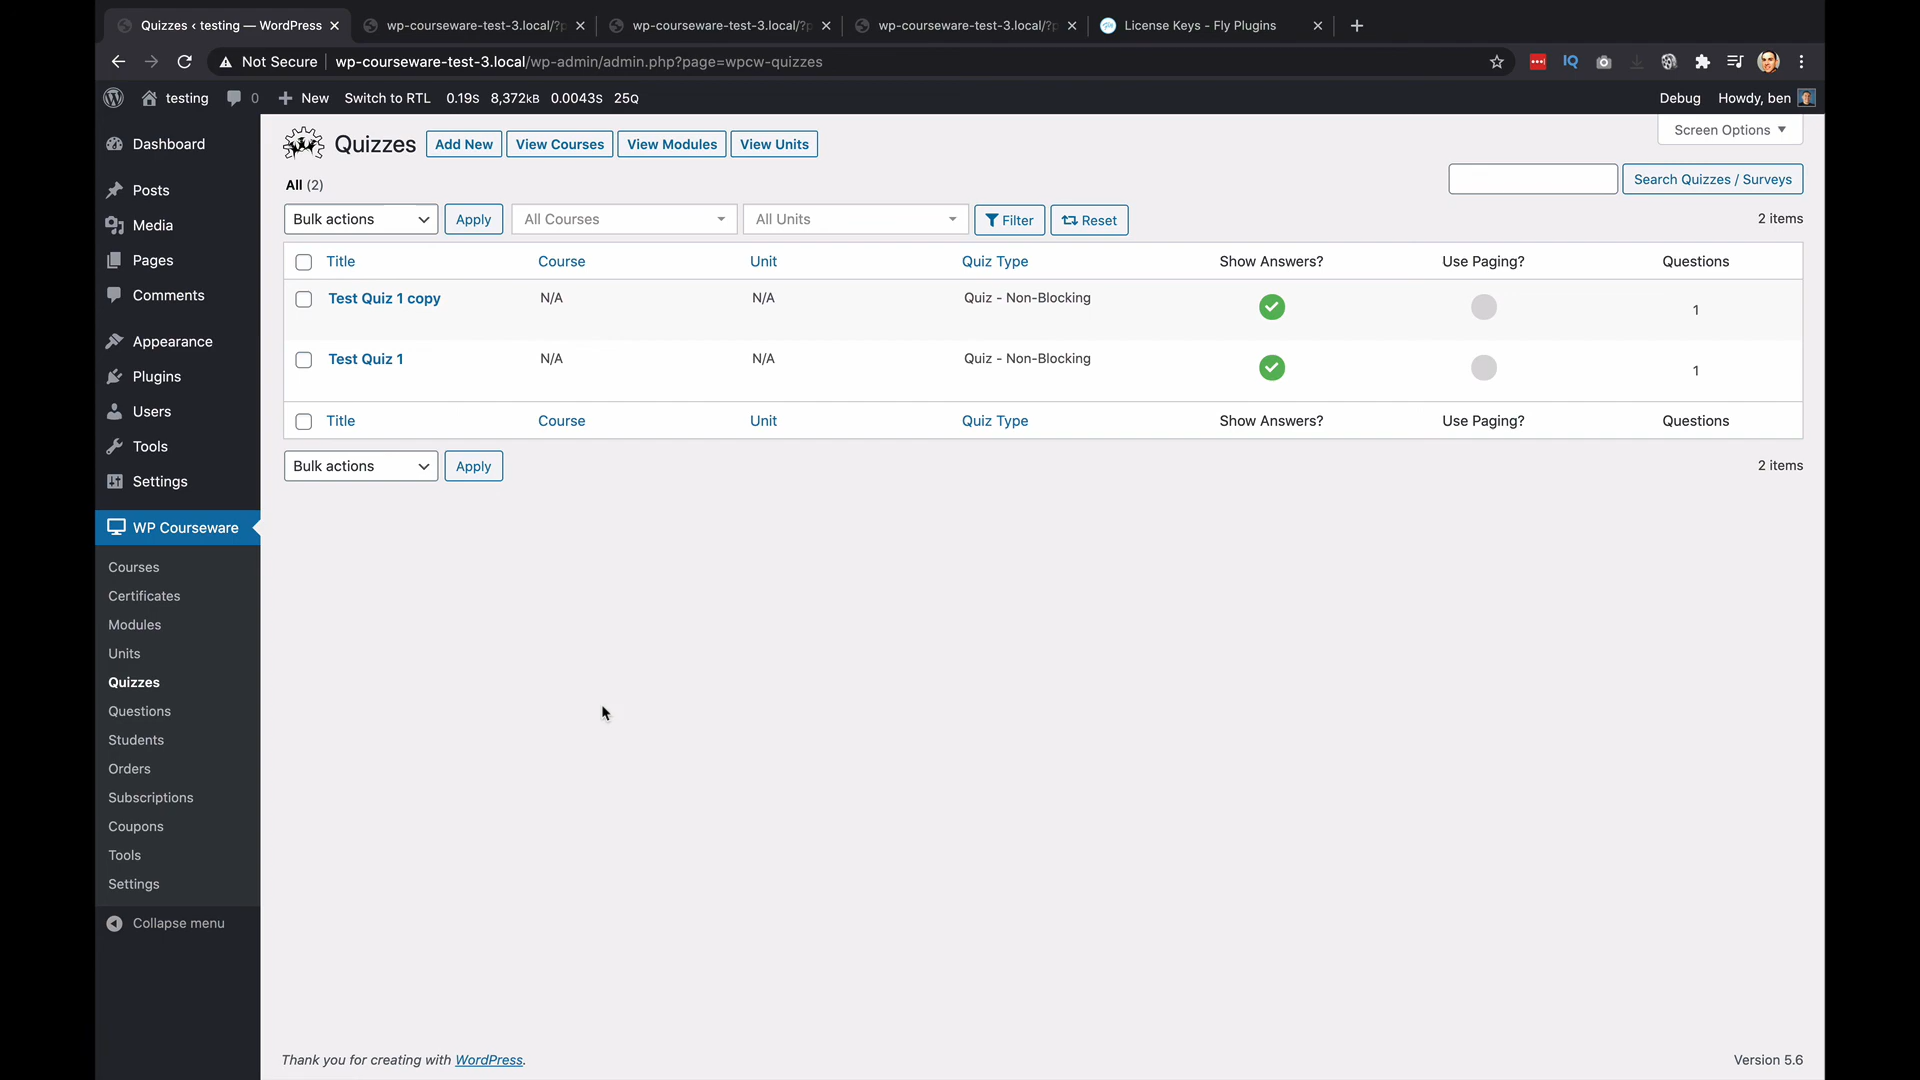 Quizzes ‹ testing — WordPress
wp-courseware-test-3.local/?p
wp-courseware-test-3.local/?p
wp-courseware-test-3.local/?p
License Keys - Fly Plugins
Not Secure | wp-courseware-test-3.local/wp-admin/admin.php?page=wpcw-quizzes
IQ
testing 0 New Switch to RTL 0.19s 8,372kB 0.0043s 25Q Debug Howdy, ben
Dashboard
Posts
Media
Pages
Comments
Appearance
Plugins
Users
Tools
Settings
WP Courseware
Courses
Certificates
Modules
Units
Quizzes
Questions
Students
Orders
Subscriptions
Coupons
Tools
Settings
Collapse menu
Screen Options
Quizzes Add New View Courses View Modules View Units
All (2)
Search Quizzes / Surveys
Bulk actions Apply All Courses All Units Filter Reset 2 items
Title Course Unit Quiz Type Show Answers? Use Paging? Questions
Test Quiz 1 copy N/A N/A Quiz - Non-Blocking 1
Test Quiz 1 N/A N/A Quiz - Non-Blocking 1
Title Course Unit Quiz Type Show Answers? Use Paging? Questions
Bulk actions Apply 2 items
Thank you for creating with WordPress. Version 5.6